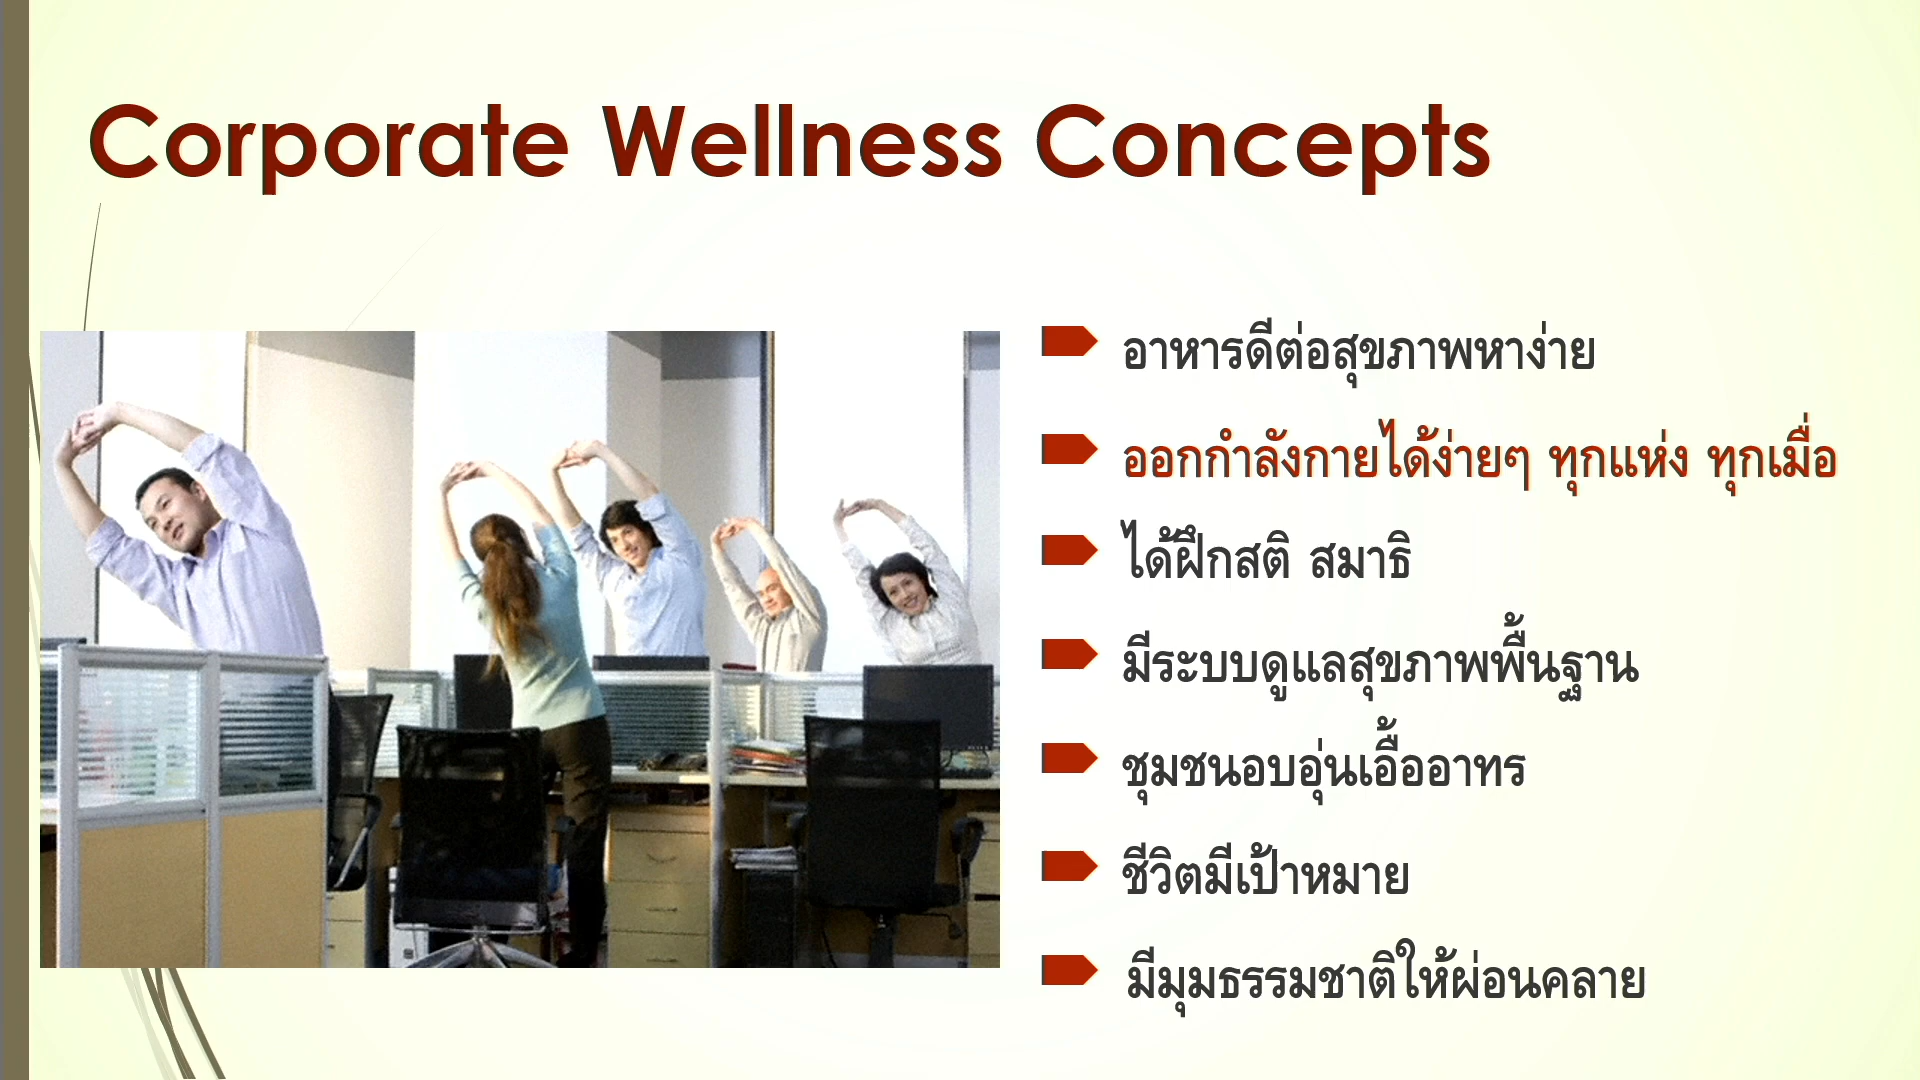 Corporate Wellness Concepts
อาหารดีต่อสุขภาพหาง่าย
ออกกำลังกายได้ง่ายๆ ทุกแห่ง ทุกเมื่อ
ได้ฝึกสติ สมาธิ
มีระบบดูแลสุขภาพพื้นฐาน
ชุมชนอบอุ่นเอื้ออาทร
ชีวิตมีเป้าหมาย
มีมุมธรรมชาติให้ผ่อนคลาย